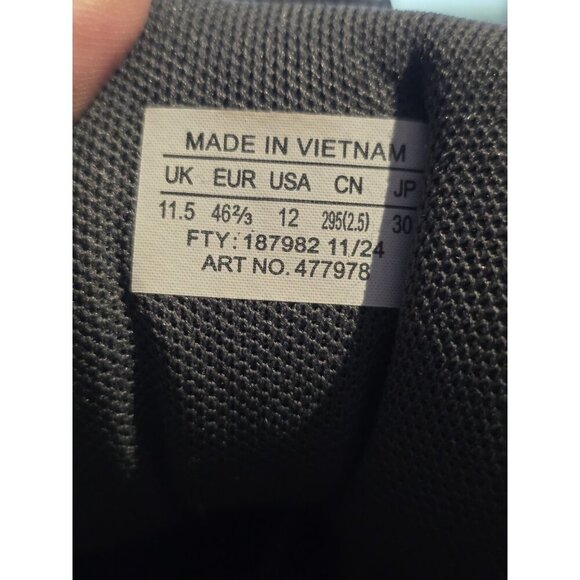 MADE IN VIETNAM
UK EUR USA CN JP
11.5 46⅔ 12 295(2.5) 30
FTY: 187982 11/24
ART NO. 477978